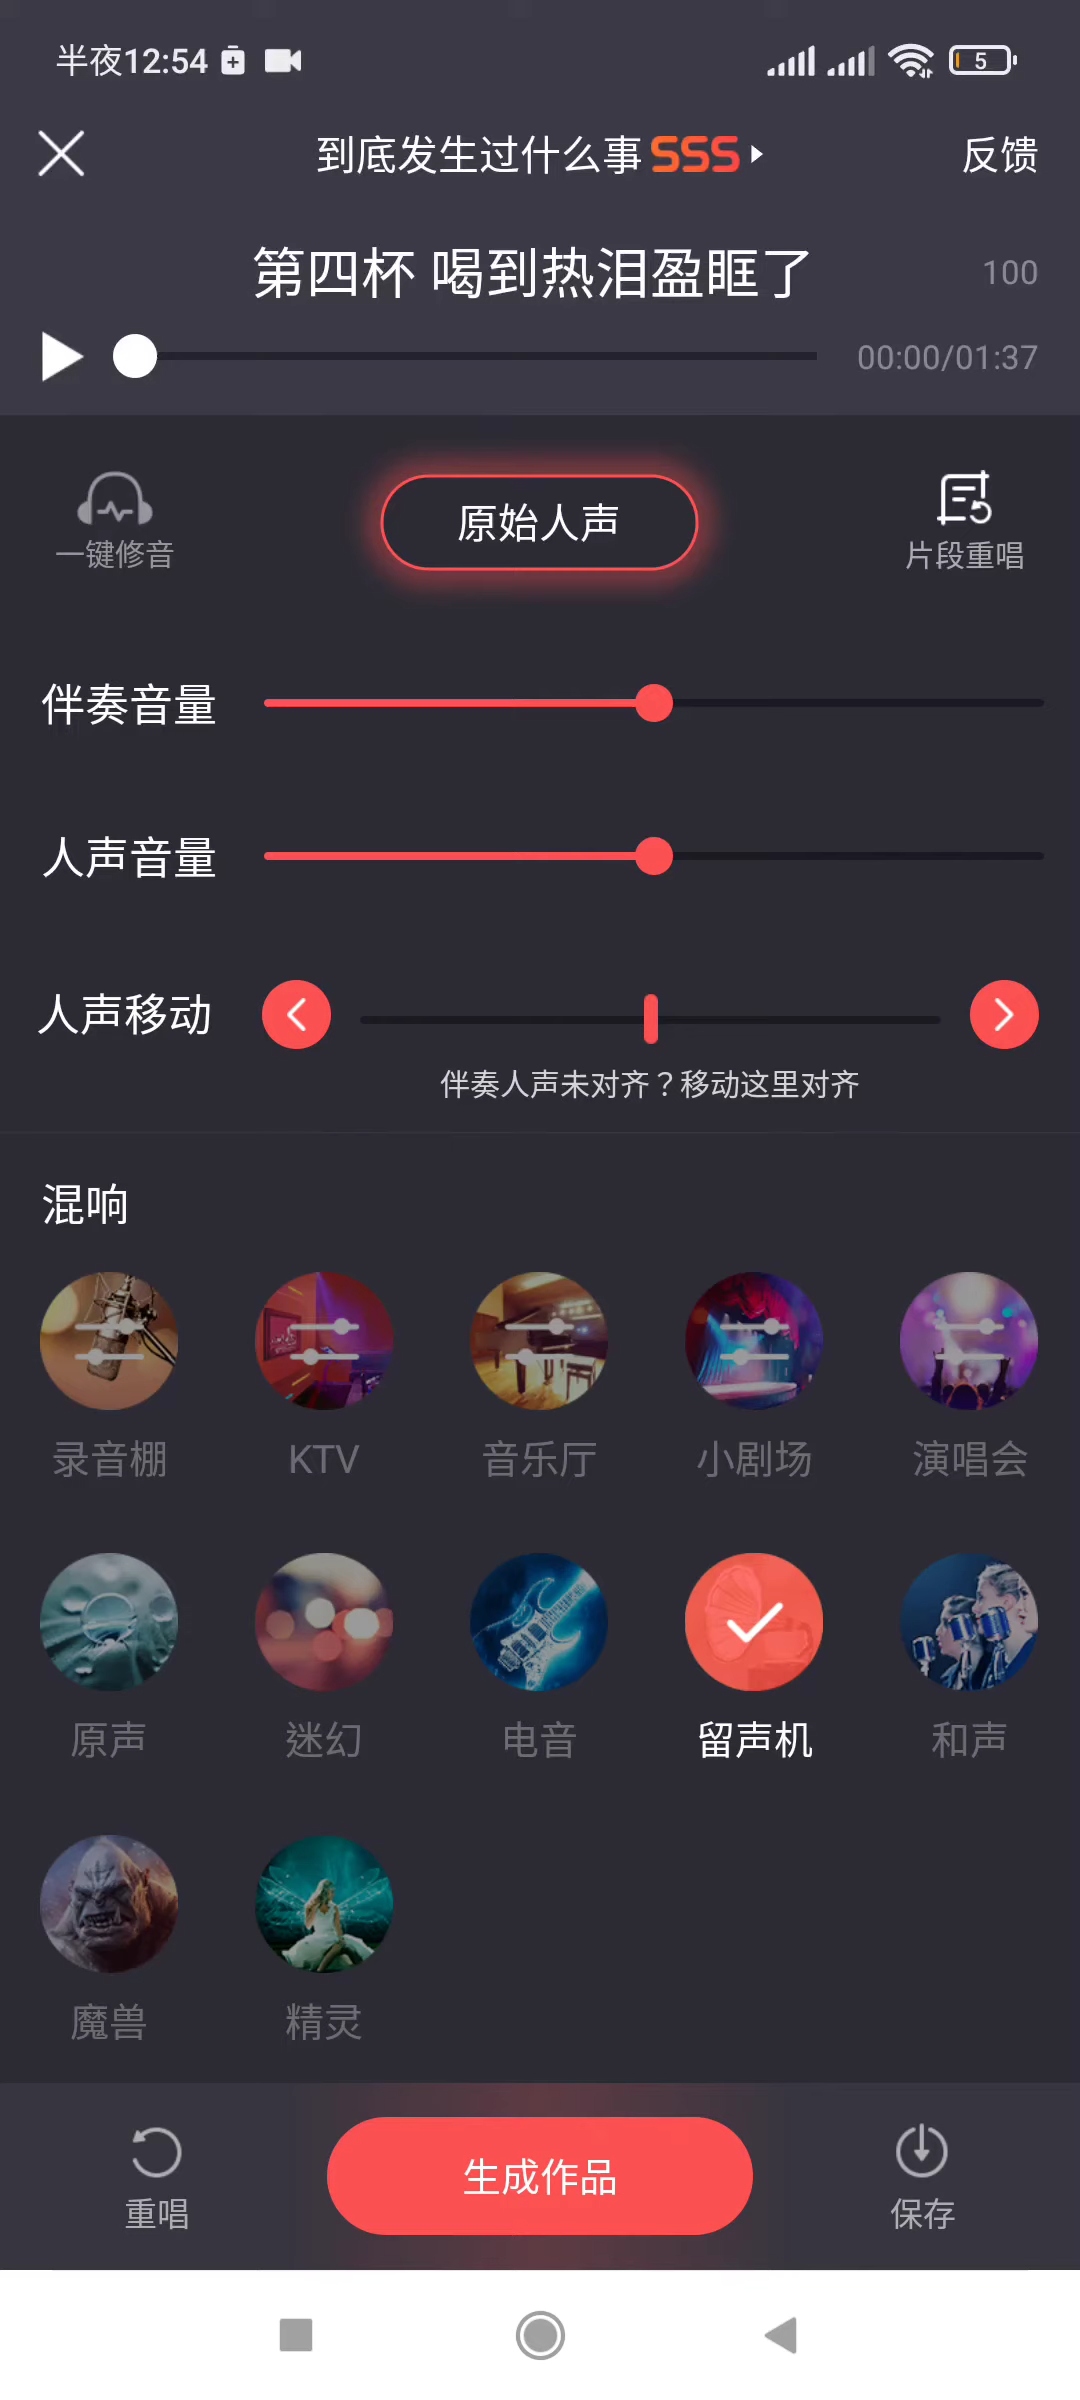 半夜12:54
5
到底发生过什么事 SSS
反馈
第四杯 喝到热泪盈眶了
100
00:00/01:37
一键修音
原始人声
片段重唱
伴奏音量
人声音量
人声移动
伴奏人声未对齐？移动这里对齐
混响
录音棚 KTV 音乐厅 小剧场 演唱会
原声 迷幻 电音 留声机 和声
魔兽 精灵
重唱
生成作品
保存